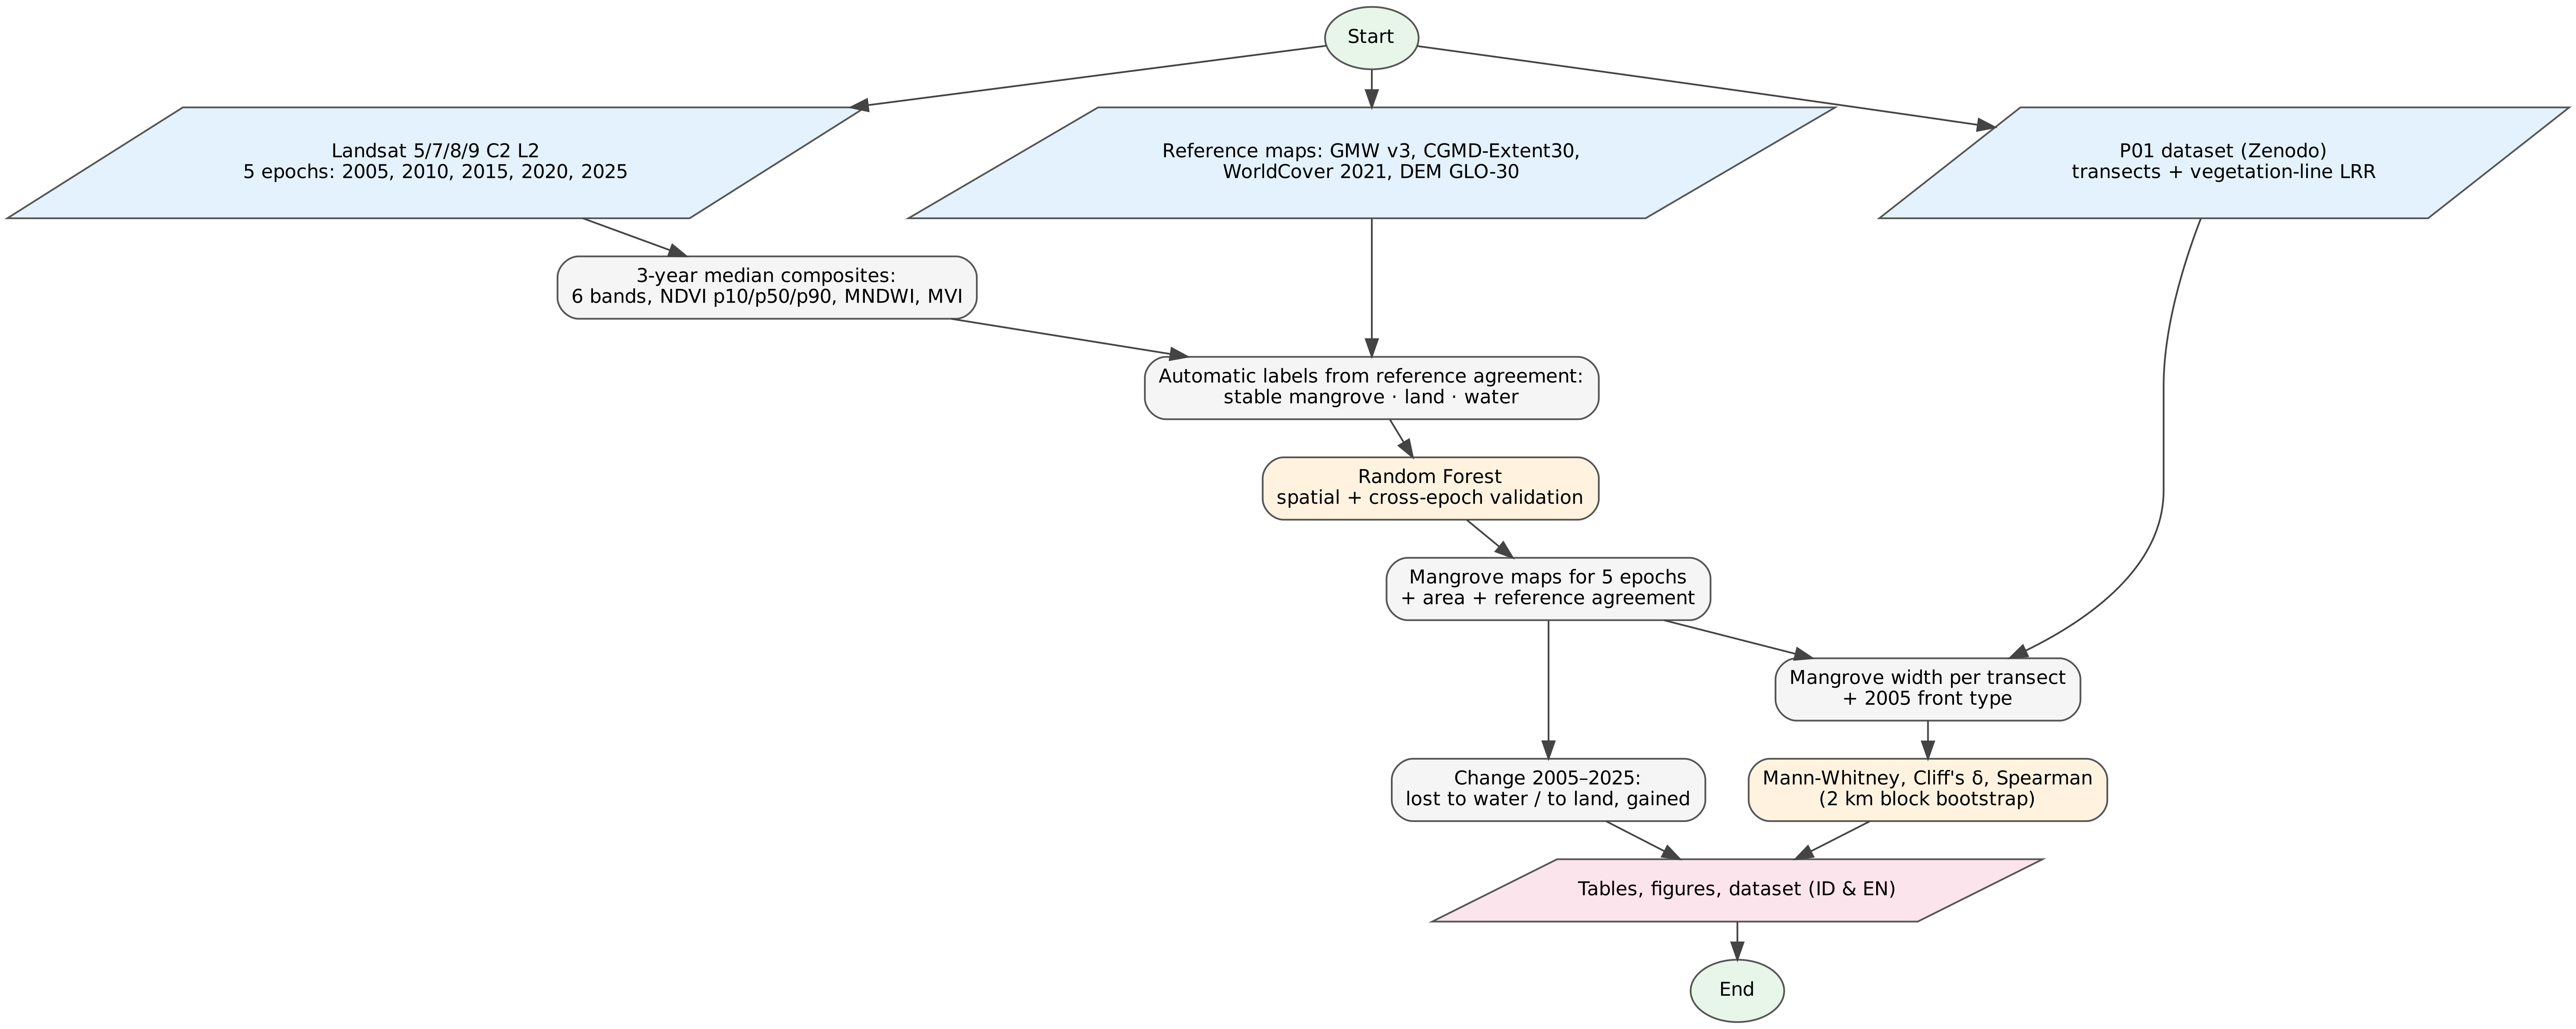 Start
Landsat 5/7/8/9 C2 L2
5 epochs: 2005, 2010, 2015, 2020, 2025
Reference maps: GMW v3, CGMD-Extent30,
WorldCover 2021, DEM GLO-30
P01 dataset (Zenodo)
transects + vegetation-line LRR
3-year median composites:
6 bands, NDVI p10/p50/p90, MNDWI, MVI
Automatic labels from reference agreement:
stable mangrove · land · water
Random Forest
spatial + cross-epoch validation
Mangrove maps for 5 epochs
+ area + reference agreement
Mangrove width per transect
+ 2005 front type
Change 2005–2025:
lost to water / to land, gained
Mann-Whitney, Cliff's δ, Spearman
(2 km block bootstrap)
Tables, figures, dataset (ID & EN)
End